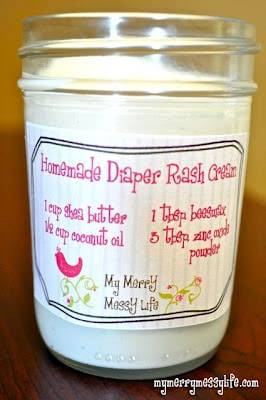 Homemade Diaper Rash Cream
1 cup shea butter
1/2 cup coconut oil
1 tbsp beeswax
3 tbsp zinc oxide
powder
My Merry
Messy Life
mymerrymessylife.com